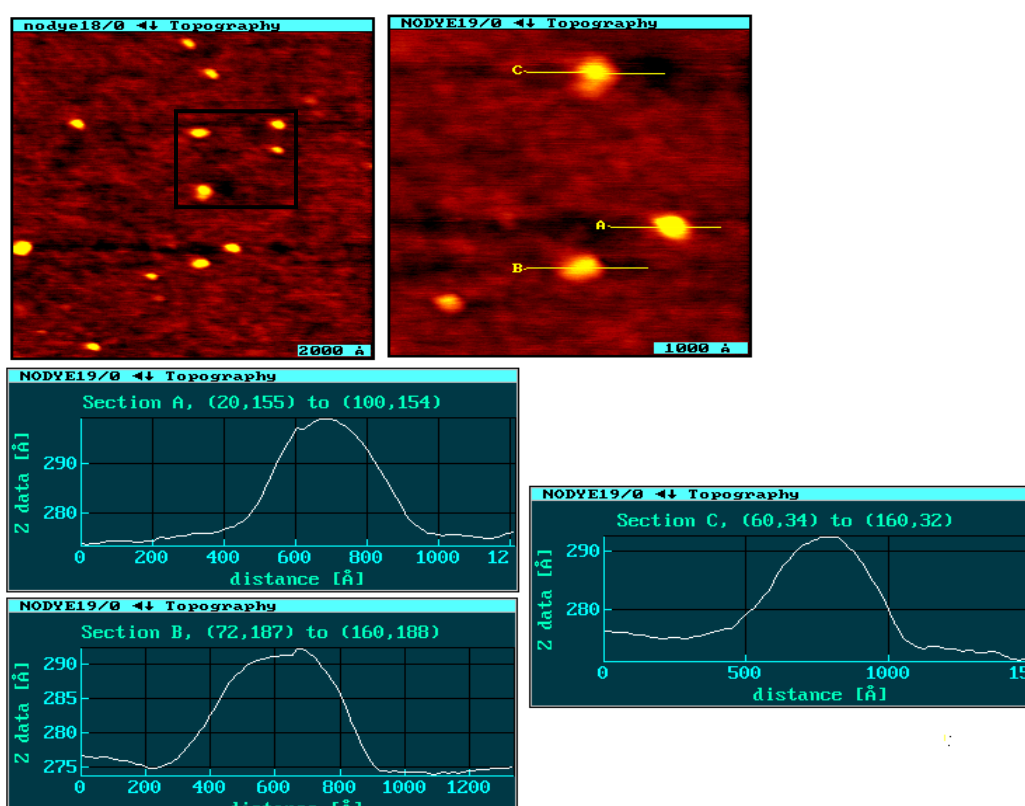 nodye18/0 ◄↓ Topography
2000 Å
NODYE19/0 ◄↓ Topography
C
A
B
1000 Å
NODYE19/0 ◄↓ Topography
Section A, (20,155) to (100,154)
Z data [Å]
290
280
0 200 400 600 800 1000 12
distance [Å]
NODYE19/0 ◄↓ Topography
Section B, (72,187) to (160,188)
Z data [Å]
290
285
280
275
0 200 400 600 800 1000 1200
distance [Å]
NODYE19/0 ◄↓ Topography
Section C, (60,34) to (160,32)
Z data [Å]
290
280
0 500 1000 15
distance [Å]